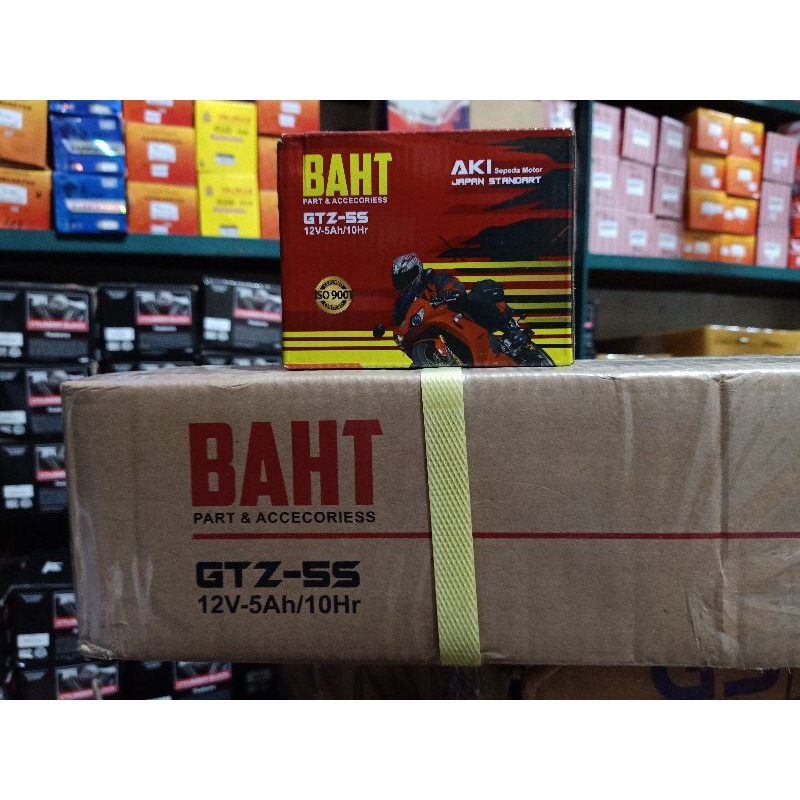 BAHT
PART & ACCECORIESS
GTZ-5S
12V-5Ah/10Hr
AKI Sepeda Motor
JAPAN STANDART
ISO 9001
BAHT
PART & ACCECORIESS
GTZ-5S
12V-5Ah/10Hr